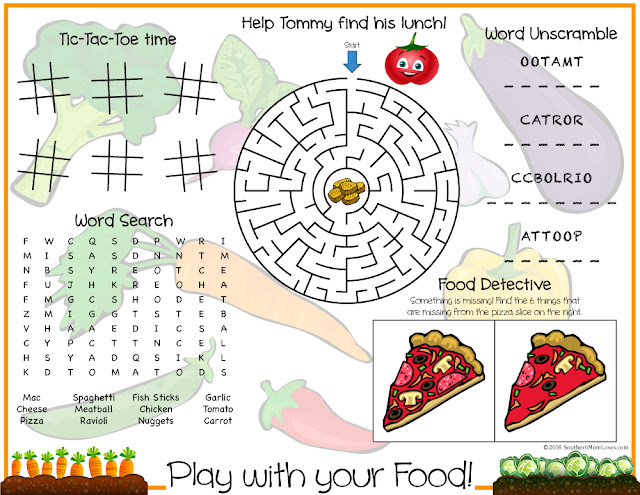 Tic-Tac-Toe time
Help Tommy find his lunch!
Start
Word Unscramble
OOTAMT
CATROR
CCBOLRIO
ATTOOP
Word Search
F W C Q S D P W R I
M I S A S D N N T M
N B S Y R E O T C E
F U J H R E O H A
F M G C S H O D E T
Z M I G G T S T E B
V H A A E D I C S A
C Y P C T T N C E L
H S Y A D Q S I K L
K D T O M A T O D S
Mac Spaghetti Fish Sticks Garlic
Cheese Meatball Chicken Tomato
Pizza Ravioli Nuggets Carrot
Food Detective
Something is missing! Find the 6 things that
are missing from the pizza slice on the right.
©2016 SouthernMomLoves.com
Play with your Food!